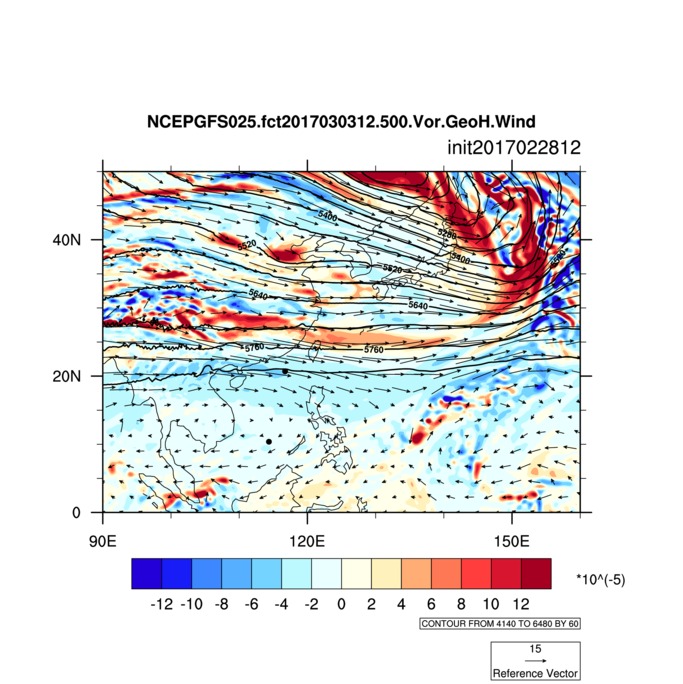 NCEPGFS025.fct2017030312.500.Vor.GeoH.Wind
init2017022812
5400
5280
5400
5520
5520
5640
5640
5760
5760
40N
20N
0
90E 120E 150E
-12 -10 -8 -6 -4 -2 0 2 4 6 8 10 12
*10^(-5)
CONTOUR FROM 4140 TO 6480 BY 60
15
Reference Vector